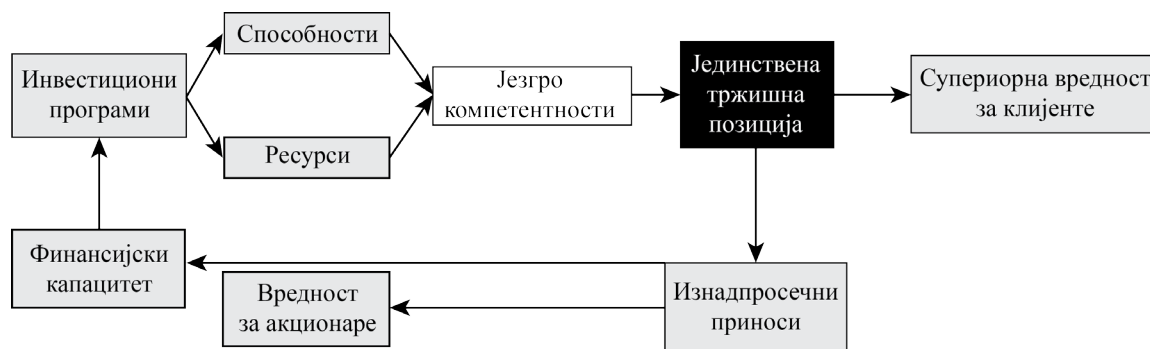 Способности
Инвестициони
програми
Језгро
компетентности
Јединствена
тржишна
позиција
Супериорна вредност
за клијенте
Ресурси
Финансијски
капацитет
Вредност
за акционаре
Изнадпросечни
приноси